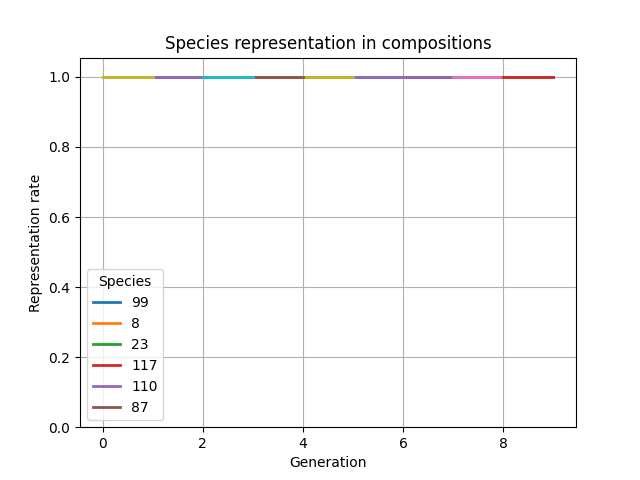 Species representation in compositions
Representation rate
1.0
0.8
0.6
0.4
0.2
0.0
Species
99
8
23
117
110
87
0 2 4 6 8
Generation